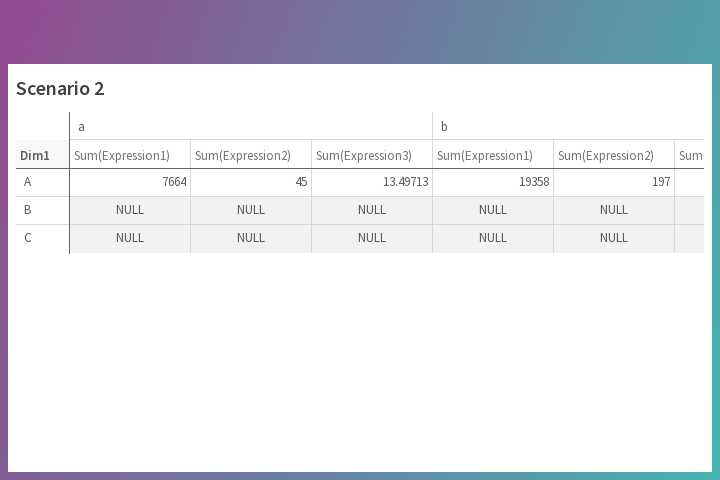 Scenario 2
a b
Dim1 Sum(Expression1) Sum(Expression2) Sum(Expression3) Sum(Expression1) Sum(Expression2) Sum
A 7664 45 13.49713 19358 197
B NULL NULL NULL NULL NULL
C NULL NULL NULL NULL NULL